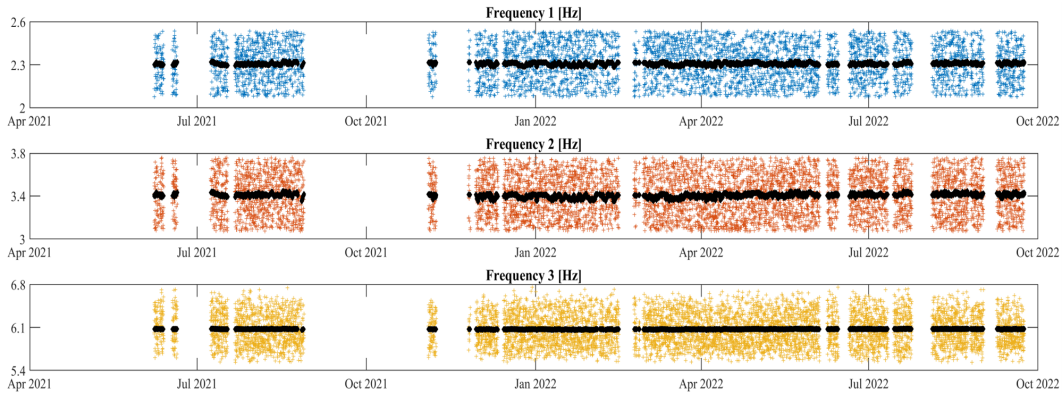 Frequency 1 [Hz]
2.6
2.3
2
Apr 2021 Jul 2021 Oct 2021 Jan 2022 Apr 2022 Jul 2022 Oct 2022
Frequency 2 [Hz]
3.8
3.4
3
Apr 2021 Jul 2021 Oct 2021 Jan 2022 Apr 2022 Jul 2022 Oct 2022
Frequency 3 [Hz]
6.8
6.1
5.4
Apr 2021 Jul 2021 Oct 2021 Jan 2022 Apr 2022 Jul 2022 Oct 2022